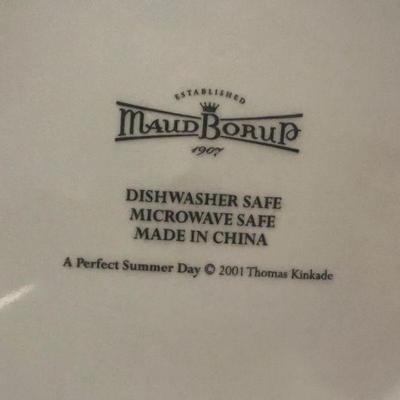 ESTABLISHED
MAUD BORUP
1907
DISHWASHER SAFE
MICROWAVE SAFE
MADE IN CHINA
A Perfect Summer Day © 2001 Thomas Kinkade